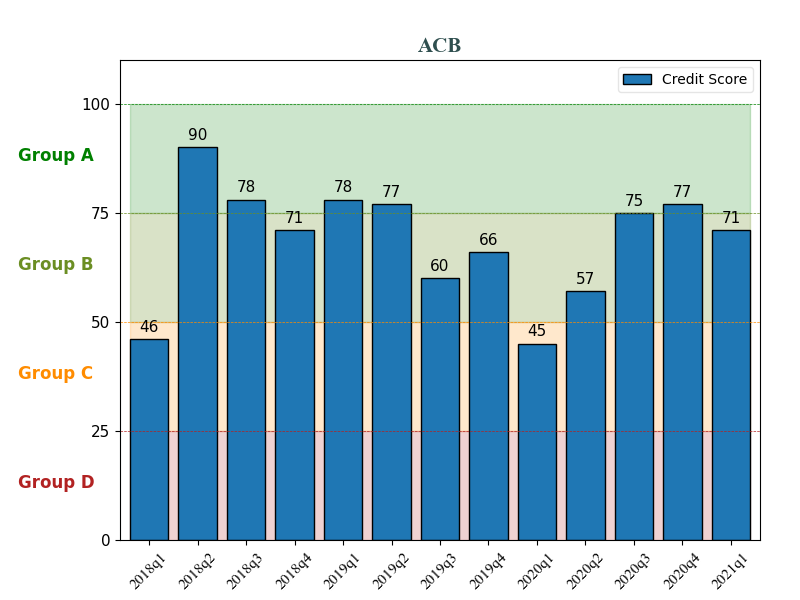 ACB
Credit Score
100
Group A
90
78
71
78
77
60
66
45
57
75
77
71
46
75
Group B
50
Group C
25
Group D
0
2018q1
2018q2
2018q3
2018q4
2019q1
2019q2
2019q3
2019q4
2020q1
2020q2
2020q3
2020q4
2021q1